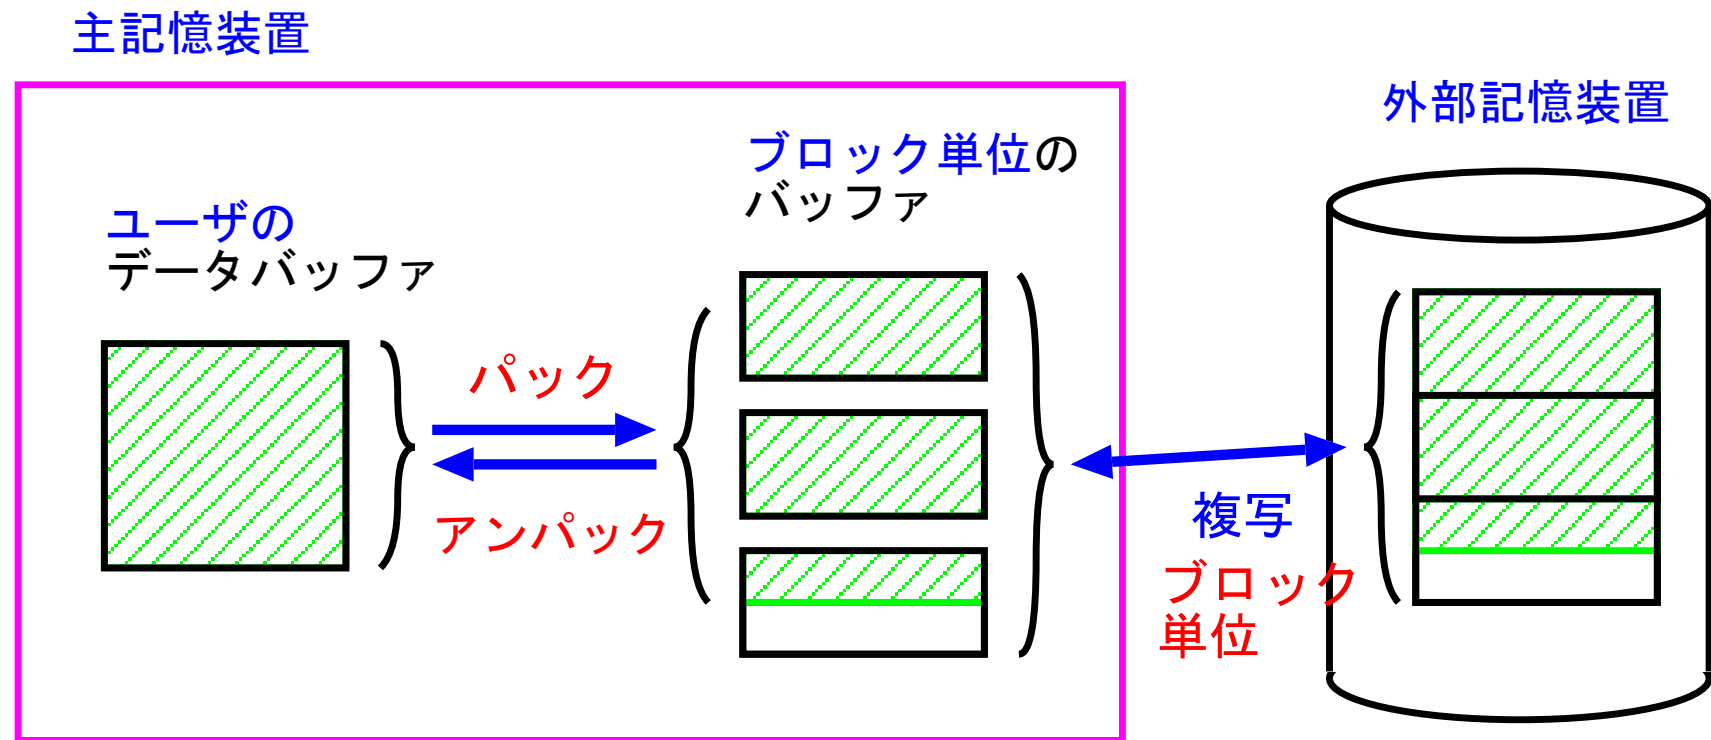 主記憶装置
外部記憶装置
ブロック単位の
バッファ
ユーザの
データバッファ
パック
アンパック
複写
ブロック
単位